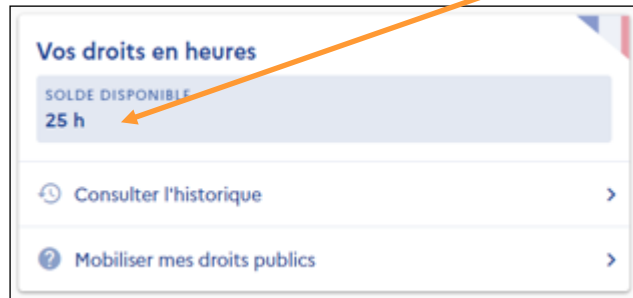 Vos droits en heures
SOLDE DISPONIBLE
25 h
Consulter l'historique
Mobiliser mes droits publics